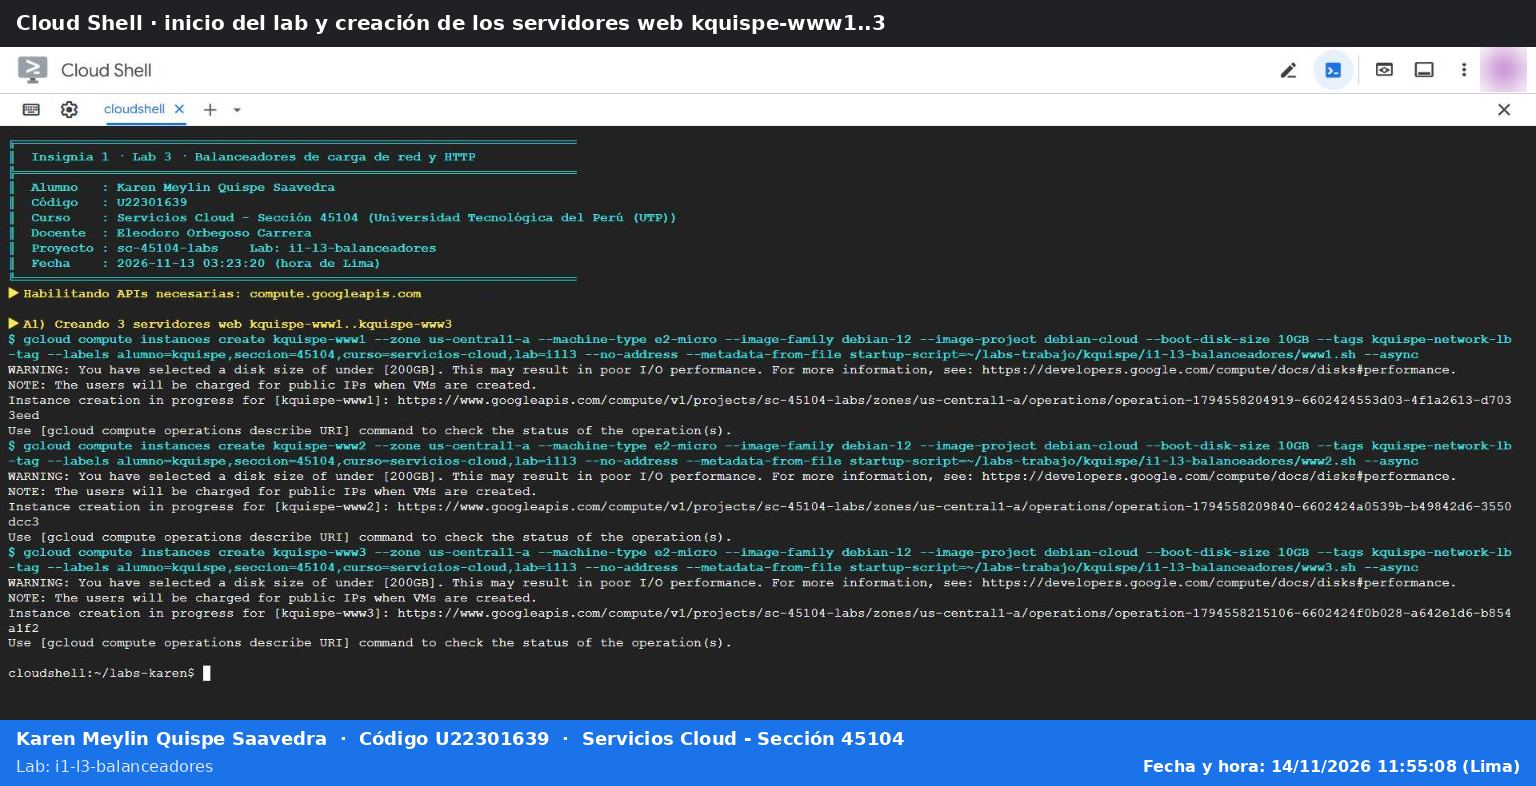 Cloud Shell · inicio del lab y creación de los servidores web kquispe-www1..3
Cloud Shell
cloudshell
Insignia 1 · Lab 3 · Balanceadores de carga de red y HTTP
Alumno : Karen Meylin Quispe Saavedra
Código : U22301639
Curso : Servicios Cloud - Sección 45104 (Universidad Tecnológica del Perú (UTP))
Docente : Eleodoro Orbegoso Carrera
Proyecto : sc-45104-labs Lab: i1-l3-balanceadores
Fecha : 2026-11-13 03:23:20 (hora de Lima)
▶ Habilitando APIs necesarias: compute.googleapis.com
▶ A1) Creando 3 servidores web kquispe-www1..kquispe-www3
$ gcloud compute instances create kquispe-www1 --zone us-central1-a --machine-type e2-micro --image-family debian-12 --image-project debian-cloud --boot-disk-size 10GB --tags kquispe-network-lb
-tag --labels alumno=kquispe,seccion=45104,curso=servicios-cloud,lab=i1l3 --no-address --metadata-from-file startup-script=~/labs-trabajo/kquispe/i1-l3-balanceadores/www1.sh --async
WARNING: You have selected a disk size of under [200GB]. This may result in poor I/O performance. For more information, see: https://developers.google.com/compute/docs/disks#performance.
NOTE: The users will be charged for public IPs when VMs are created.
Instance creation in progress for [kquispe-www1]: https://www.googleapis.com/compute/v1/projects/sc-45104-labs/zones/us-central1-a/operations/operation-1794558204919-6602424553d03-4f1a2613-d703
3eed
Use [gcloud compute operations describe URI] command to check the status of the operation(s).
$ gcloud compute instances create kquispe-www2 --zone us-central1-a --machine-type e2-micro --image-family debian-12 --image-project debian-cloud --boot-disk-size 10GB --tags kquispe-network-lb
-tag --labels alumno=kquispe,seccion=45104,curso=servicios-cloud,lab=i1l3 --no-address --metadata-from-file startup-script=~/labs-trabajo/kquispe/i1-l3-balanceadores/www2.sh --async
WARNING: You have selected a disk size of under [200GB]. This may result in poor I/O performance. For more information, see: https://developers.google.com/compute/docs/disks#performance.
NOTE: The users will be charged for public IPs when VMs are created.
Instance creation in progress for [kquispe-www2]: https://www.googleapis.com/compute/v1/projects/sc-45104-labs/zones/us-central1-a/operations/operation-1794558209840-6602424a0539b-b49842d6-3550
dcc3
Use [gcloud compute operations describe URI] command to check the status of the operation(s).
$ gcloud compute instances create kquispe-www3 --zone us-central1-a --machine-type e2-micro --image-family debian-12 --image-project debian-cloud --boot-disk-size 10GB --tags kquispe-network-lb
-tag --labels alumno=kquispe,seccion=45104,curso=servicios-cloud,lab=i1l3 --no-address --metadata-from-file startup-script=~/labs-trabajo/kquispe/i1-l3-balanceadores/www3.sh --async
WARNING: You have selected a disk size of under [200GB]. This may result in poor I/O performance. For more information, see: https://developers.google.com/compute/docs/disks#performance.
NOTE: The users will be charged for public IPs when VMs are created.
Instance creation in progress for [kquispe-www3]: https://www.googleapis.com/compute/v1/projects/sc-45104-labs/zones/us-central1-a/operations/operation-1794558215106-6602424f0b028-a642e1d6-b854
a1f2
Use [gcloud compute operations describe URI] command to check the status of the operation(s).
cloudshell:~/labs-karen$
Karen Meylin Quispe Saavedra · Código U22301639 · Servicios Cloud - Sección 45104
Lab: i1-l3-balanceadores
Fecha y hora: 14/11/2026 11:55:08 (Lima)